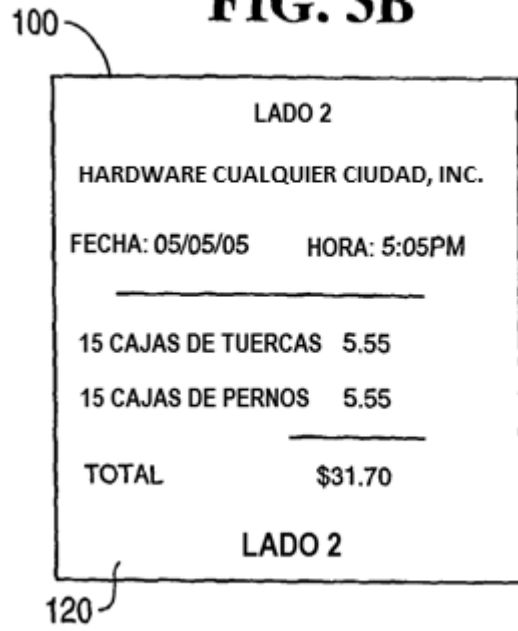 FIG. 3B
100
LADO 2
HARDWARE CUALQUIER CIUDAD, INC.
FECHA: 05/05/05 HORA: 5:05PM
15 CAJAS DE TUERCAS 5.55
15 CAJAS DE PERNOS 5.55
TOTAL $31.70
LADO 2
120